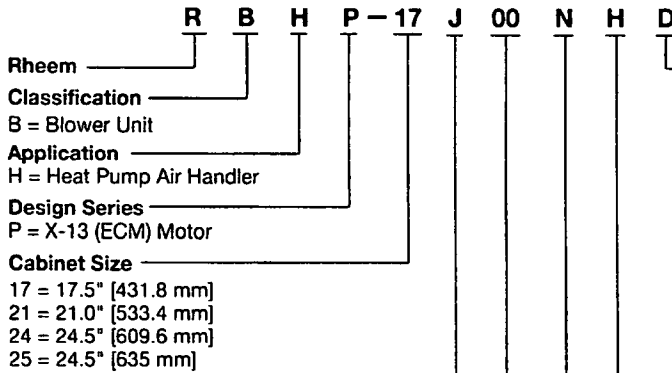 R B H P – 17 J 00 N H D
Rheem
Classification
B = Blower Unit
Application
H = Heat Pump Air Handler
Design Series
P = X-13 (ECM) Motor
Cabinet Size
17 = 17.5" [431.8 mm]
21 = 21.0" [533.4 mm]
24 = 24.5" [609.6 mm]
25 = 24.5" [635 mm]